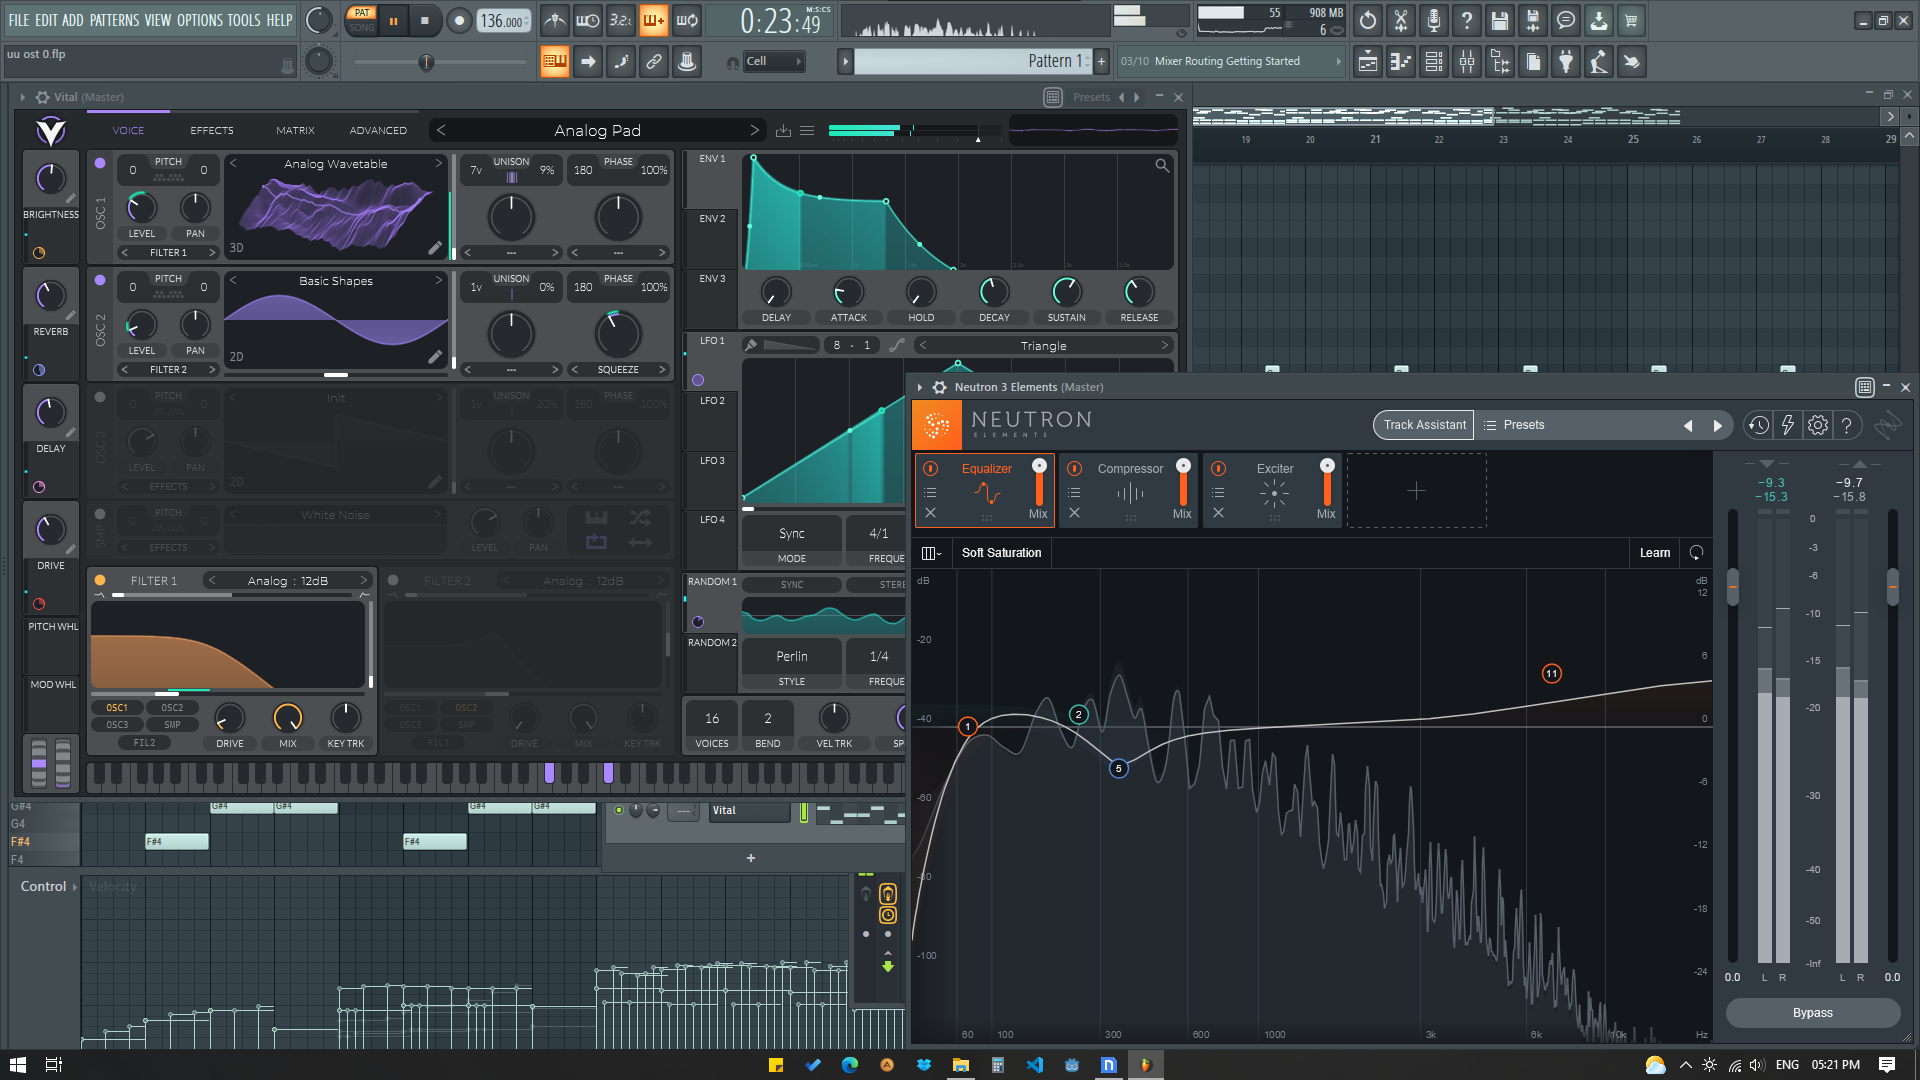 FILE EDIT ADD PATTERNS VIEW OPTIONS TOOLS HELP
PAT
SONG
136.000
3.2.
0:23:49
M:S:CS
55
908 MB
6
uu ost 0.flp
Cell
Pattern 1
+
03/10 Mixer Routing Getting Started
Vital (Master)
Presets
VOICE
EFFECTS
MATRIX
ADVANCED
Analog Pad
19
20
21
22
23
24
25
26
27
28
29
BRIGHTNESS
REVERB
DELAY
DRIVE
PITCH WHL
MOD WHL
OSC 1
0 PITCH 0
LEVEL
PAN
FILTER 1
Analog Wavetable
3D
7v UNISON 9%
180 PHASE 100%
---
---
OSC 2
0 PITCH 0
LEVEL
PAN
FILTER 2
Basic Shapes
2D
1v UNISON 0%
180 PHASE 100%
---
SQUEEZE
OSC 3
0 PITCH 0
LEVEL
PAN
EFFECTS
Init
2D
1v UNISON 20%
180 PHASE 100%
---
---
SMP
0 PITCH 0
EFFECTS
White Noise
LEVEL
PAN
FILTER 1
Analog : 12dB
OSC1
OSC2
OSC3
SMP
FIL2
DRIVE
MIX
KEY TRK
FILTER 2
Analog : 12dB
OSC1
OSC2
OSC3
SMP
FIL1
DRIVE
MIX
KEY TRK
ENV 1
ENV 2
ENV 3
DELAY
ATTACK
HOLD
DECAY
SUSTAIN
RELEASE
LFO 1
LFO 2
LFO 3
LFO 4
8 - 1
Triangle
Sync
MODE
4/1
FREQUE
RANDOM 1
RANDOM 2
SYNC
STERE
Perlin
STYLE
1/4
FREQUE
16
VOICES
2
BEND
VEL TRK
SP
G#4
G4
F#4
F4
G#4
G#4
F#4
G#4
G#4
F#4
Vital
+
Control
Velocity
Neutron 3 Elements (Master)
NEUTRON
ELEMENTS
Track Assistant
Presets
Equalizer
Mix
Compressor
Mix
Exciter
Mix
Soft Saturation
Learn
dB
-20
-40
-60
-80
-100
dB
12
6
0
-6
-12
-18
-24
1
2
5
11
60
100
300
600
1000
3k
6k
10k
Hz
-9.3
-15.3
-9.7
-15.8
0
-3
-6
-10
-15
-20
-30
-40
-50
-Inf
0.0
L
R
L
R
0.0
Bypass
ENG
05:21 PM